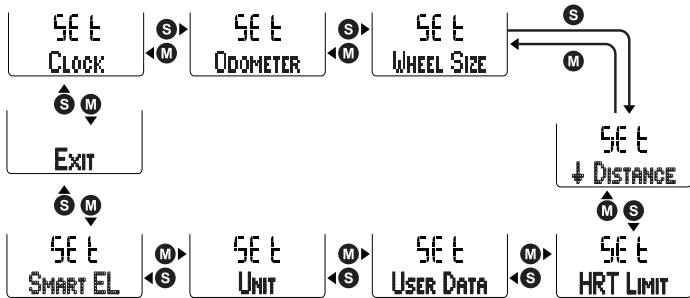 SEt SEt SEt S
S S
CLOCK M ODOMETER M WHEEL SIZE M
S M
EXIT SEt
↓ DISTANCE
S M M S
SEt SEt SEt SEt
M M M
SMART EL S UNIT S USER DATA S HRT LIMIT